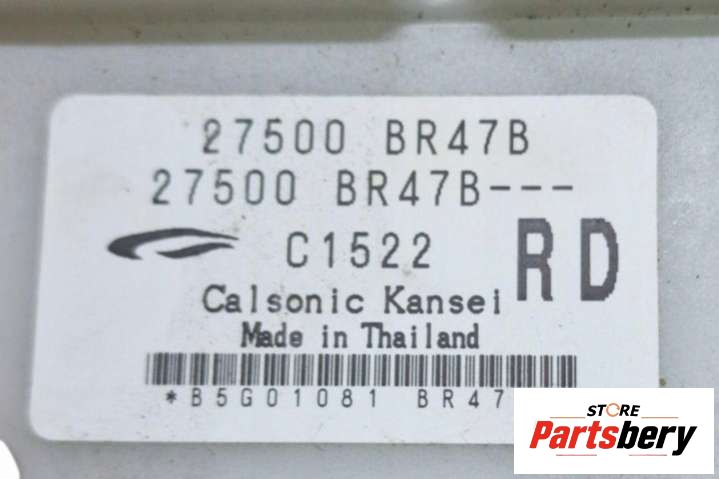 27500 BR47B
27500 BR47B---
C1522
RD
Calsonic Kansei
Made in Thailand
*B5G01081 BR47
STORE
Partsbery